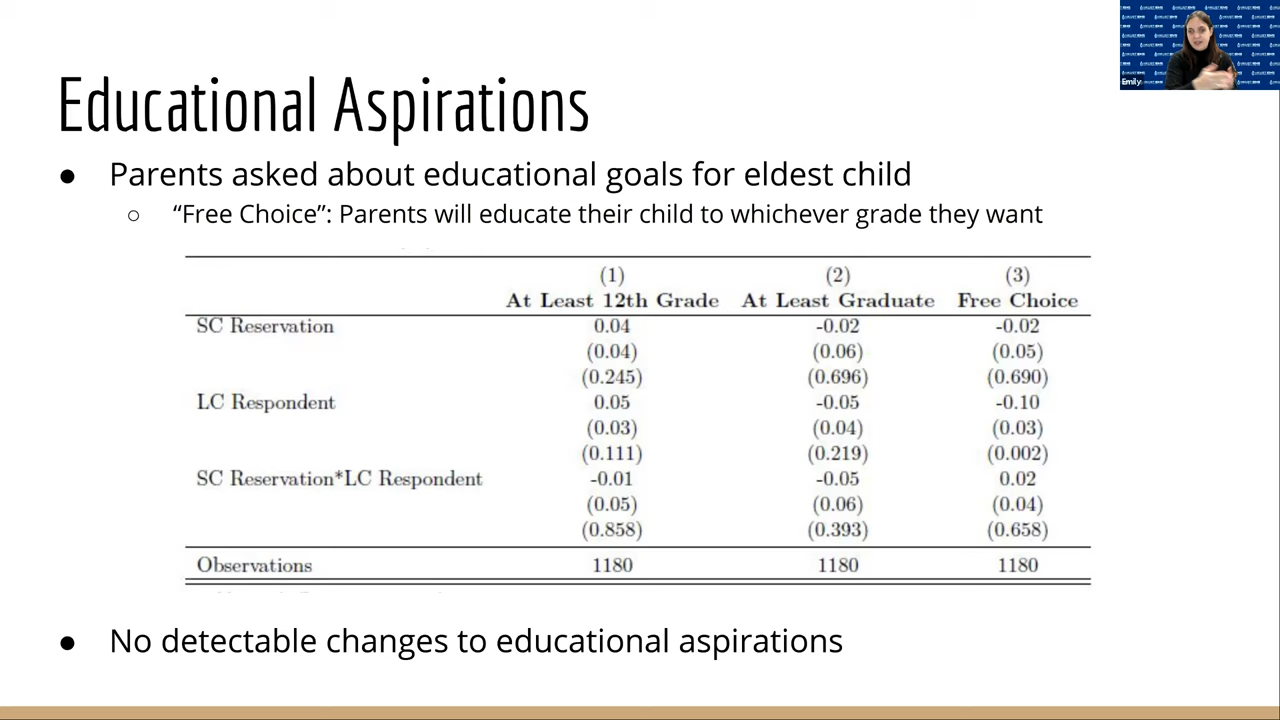 Educational Aspirations
● Parents asked about educational goals for eldest child
○ “Free Choice”: Parents will educate their child to whichever grade they want
(1) (2) (3)
At Least 12th Grade At Least Graduate Free Choice
SC Reservation 0.04 -0.02 -0.02
(0.04) (0.06) (0.05)
(0.245) (0.696) (0.690)
LC Respondent 0.05 -0.05 -0.10
(0.03) (0.04) (0.03)
(0.111) (0.219) (0.002)
SC Reservation*LC Respondent -0.01 -0.05 0.02
(0.05) (0.06) (0.04)
(0.858) (0.393) (0.658)
Observations 1180 1180 1180
● No detectable changes to educational aspirations
Emily